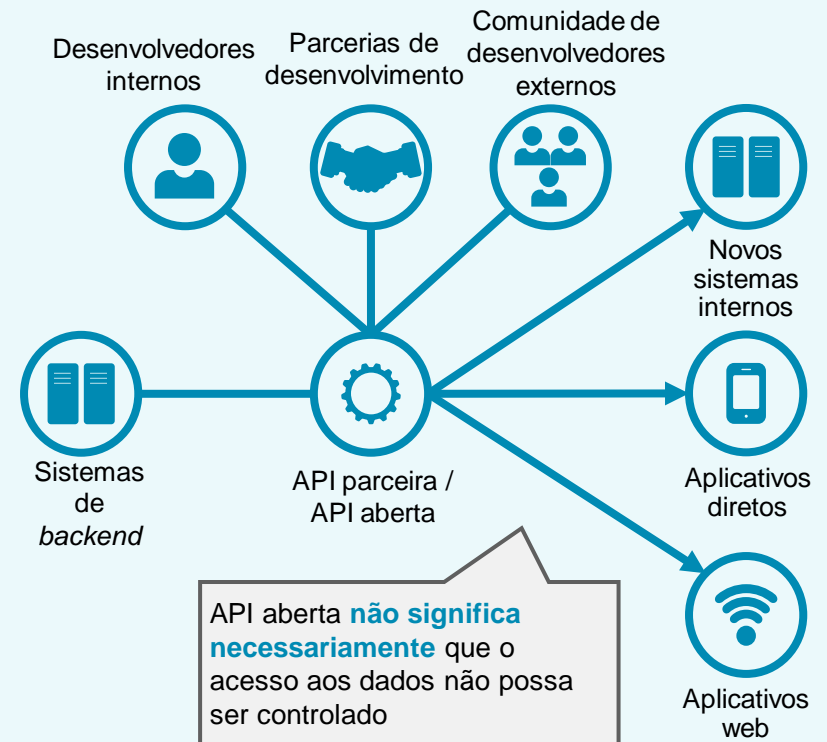 Desenvolvedores
internos
Parcerias de
desenvolvimento
Comunidade de
desenvolvedores
externos
Novos
sistemas
internos
Sistemas
de
backend
API parceira /
API aberta
Aplicativos
diretos
API aberta não significa
necessariamente que o
acesso aos dados não possa
ser controlado
Aplicativos
web